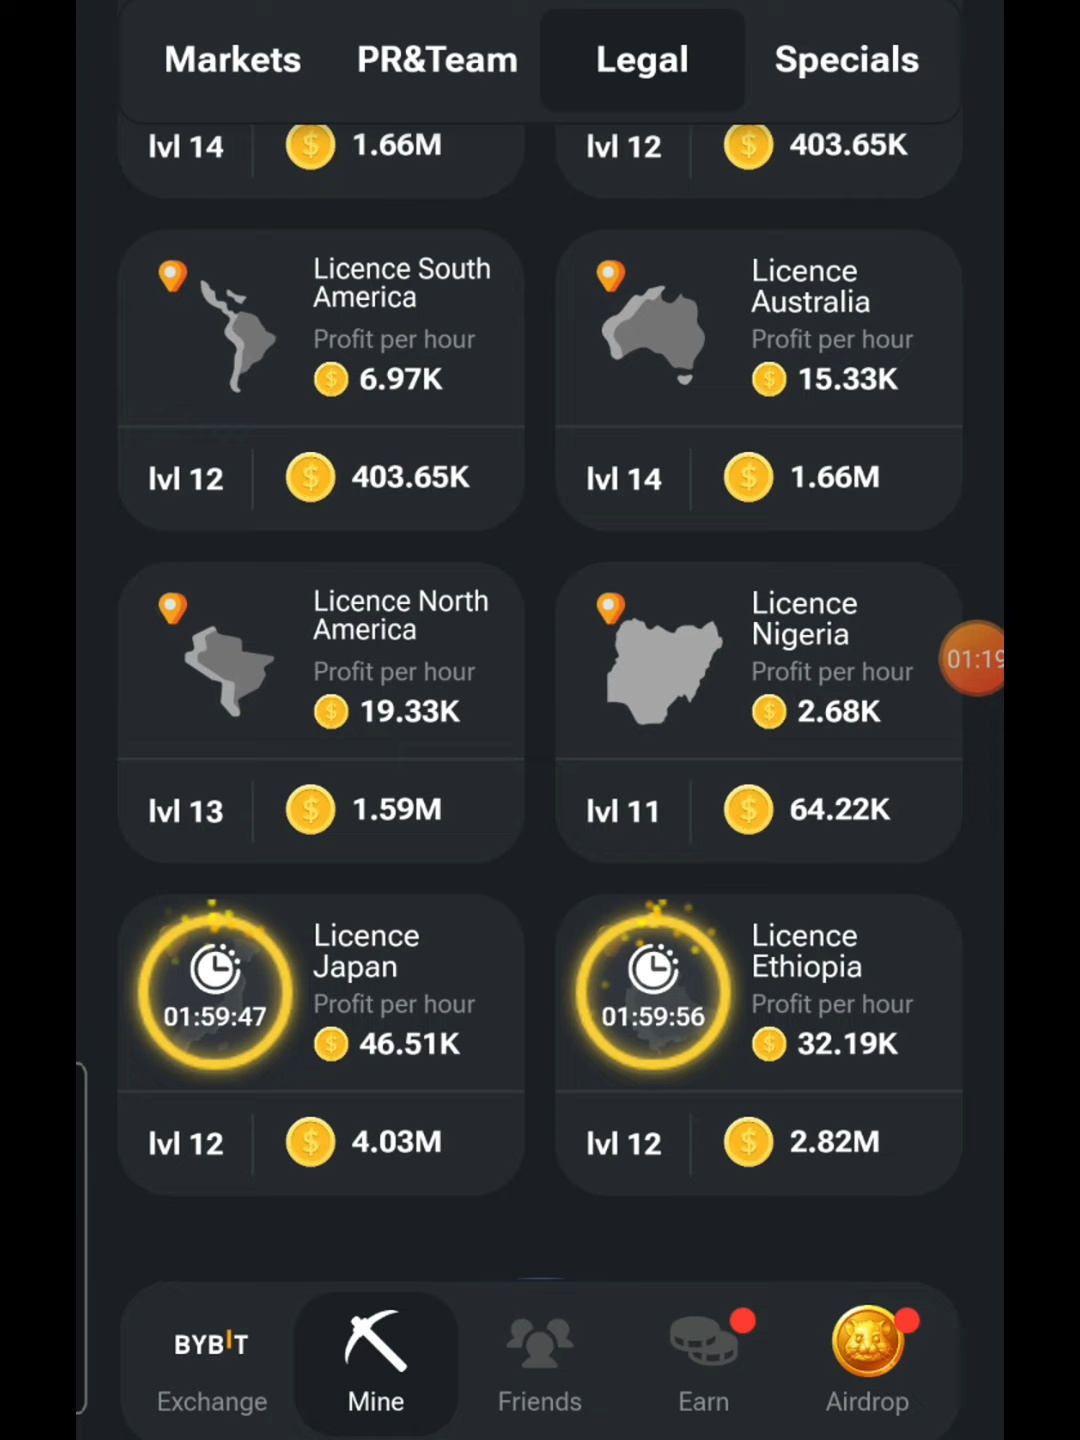 Markets PR&Team Legal Specials
lvl 14 1.66M lvl 12 403.65K
Licence South
America
Profit per hour
6.97K
lvl 12 403.65K
Licence
Australia
Profit per hour
15.33K
lvl 14 1.66M
Licence North
America
Profit per hour
19.33K
lvl 13 1.59M
Licence
Nigeria
Profit per hour
2.68K
lvl 11 64.22K
01:19
01:59:47
Licence
Japan
Profit per hour
46.51K
lvl 12 4.03M
01:59:56
Licence
Ethiopia
Profit per hour
32.19K
lvl 12 2.82M
BYBIT
Exchange Mine Friends Earn Airdrop